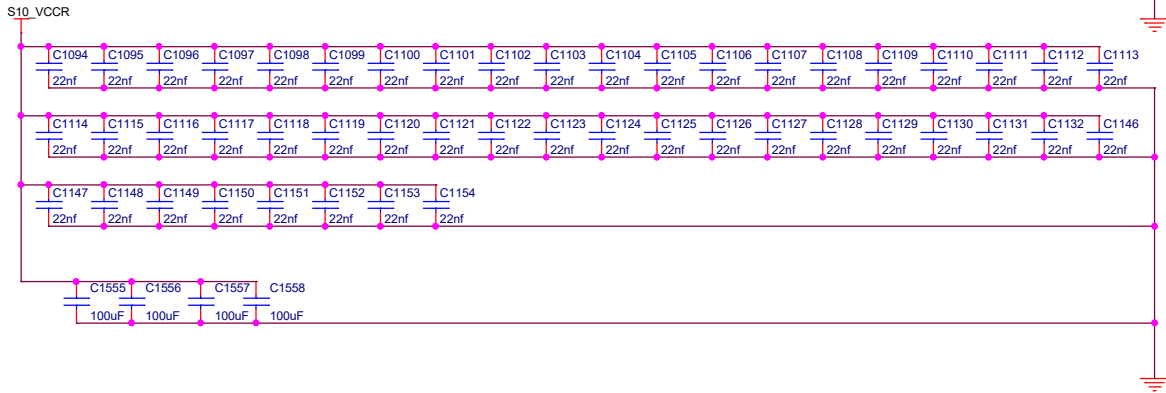 S10_VCCR
C1094 C1095 C1096 C1097 C1098 C1099 C1100 C1101 C1102 C1103 C1104 C1105 C1106 C1107 C1108 C1109 C1110 C1111 C1112 C1113
22nf 22nf 22nf 22nf 22nf 22nf 22nf 22nf 22nf 22nf 22nf 22nf 22nf 22nf 22nf 22nf 22nf 22nf 22nf 22nf
C1114 C1115 C1116 C1117 C1118 C1119 C1120 C1121 C1122 C1123 C1124 C1125 C1126 C1127 C1128 C1129 C1130 C1131 C1132 C1146
22nf 22nf 22nf 22nf 22nf 22nf 22nf 22nf 22nf 22nf 22nf 22nf 22nf 22nf 22nf 22nf 22nf 22nf 22nf 22nf
C1147 C1148 C1149 C1150 C1151 C1152 C1153 C1154
22nf 22nf 22nf 22nf 22nf 22nf 22nf 22nf
C1555 C1556 C1557 C1558
100uF 100uF 100uF 100uF